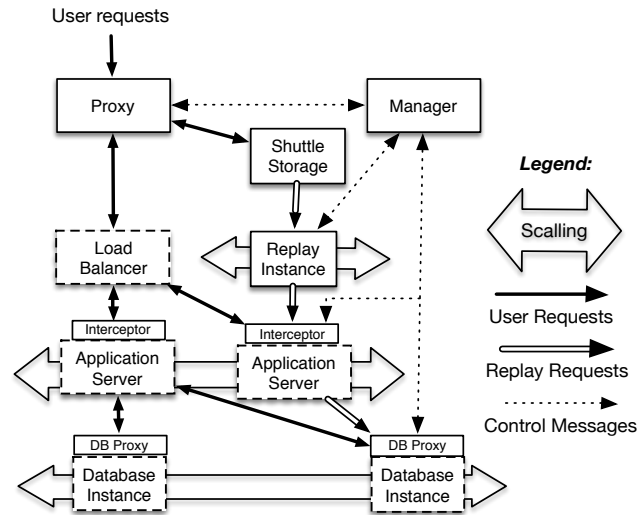 User requests
Proxy
Manager
Shuttle
Storage
Legend:
Scalling
Load
Balancer
Replay
Instance
User Requests
Interceptor
Interceptor
Application
Server
Application
Server
Replay Requests
Control Messages
DB Proxy
DB Proxy
Database
Instance
Database
Instance